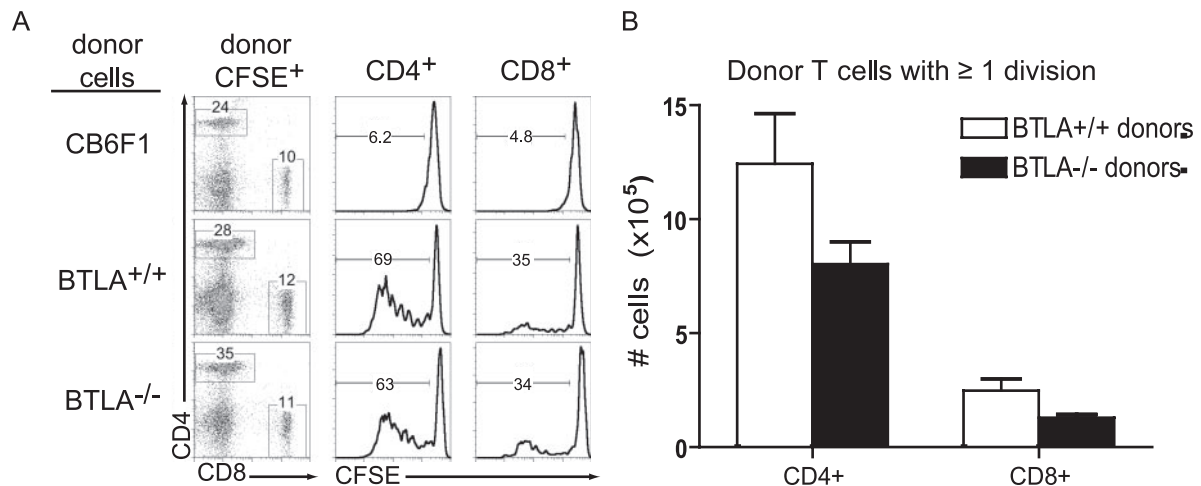 A
donor cells
donor CFSE+
CD4+
CD8+
CB6F1
24
10
6.2
4.8
BTLA+/+
28
12
69
35
BTLA-/-
35
11
63
34
CD4
CD8
CFSE
B
Donor T cells with ≥ 1 division
15
10
5
0
# cells (x10⁵)
BTLA+/+ donors
BTLA-/- donors
CD4+
CD8+